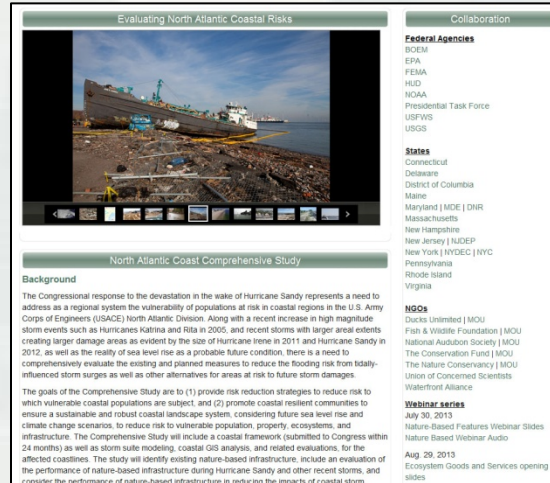 Evaluating North Atlantic Coastal Risks
North Atlantic Coast Comprehensive Study
Background
The Congressional response to the devastation in the wake of Hurricane Sandy represents a need to
address as a regional system the vulnerability of populations at risk in coastal regions in the U.S. Army
Corps of Engineers (USACE) North Atlantic Division. Along with a recent increase in high magnitude
storm events such as Hurricanes Katrina and Rita in 2005, and recent storms with larger areal extents
creating larger damage areas as evident by the size of Hurricane Irene in 2011 and Hurricane Sandy in
2012, as well as the reality of sea level rise as a probable future condition, there is a need to
comprehensively evaluate the existing and planned measures to reduce the flooding risk from tidally-
influenced storm surges as well as other alternatives for areas at risk to future storm damages.
The goals of the Comprehensive Study are to (1) provide risk reduction strategies to reduce risk to
which vulnerable coastal populations are subject, and (2) promote coastal resilient communities to
ensure a sustainable and robust coastal landscape system, considering future sea level rise and
climate change scenarios, to reduce risk to vulnerable population, property, ecosystems, and
infrastructure. The Comprehensive Study will include a coastal framework (submitted to Congress within
24 months) as well as storm suite modeling, coastal GIS analysis, and related evaluations, for the
affected coastlines. The study will identify existing nature-based infrastructure, include an evaluation of
the performance of nature-based infrastructure during Hurricane Sandy and other recent storms, and
consider the performance of nature-based infrastructure in reducing the impacts of coastal storm
Collaboration
Federal Agencies
BOEM
EPA
FEMA
HUD
NOAA
Presidential Task Force
USFWS
USGS
States
Connecticut
Delaware
District of Columbia
Maine
Maryland | MDE | DNR
Massachusetts
New Hampshire
New Jersey | NJDEP
New York | NYDEC | NYC
Pennsylvania
Rhode Island
Virginia
NGOs
Ducks Unlimited | MOU
Fish & Wildlife Foundation | MOU
National Audubon Society | MOU
The Conservation Fund | MOU
The Nature Conservancy | MOU
Union of Concerned Scientists
Waterfront Alliance
Webinar series
July 30, 2013
Nature-Based Features Webinar Slides
Nature Based Webinar Audio
Aug. 29, 2013
Ecosystem Goods and Services opening
slides